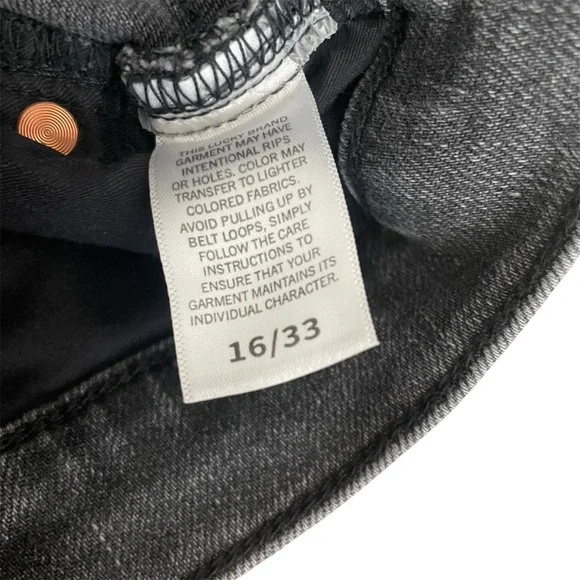 THIS LUCKY BRAND
GARMENT MAY HAVE
INTENTIONAL RIPS
OR HOLES. COLOR MAY
TRANSFER TO LIGHTER
COLORED FABRICS.
AVOID PULLING UP BY
BELT LOOPS, SIMPLY
FOLLOW THE CARE
INSTRUCTIONS TO
ENSURE THAT YOUR
GARMENT MAINTAINS ITS
INDIVIDUAL CHARACTER.
16/33